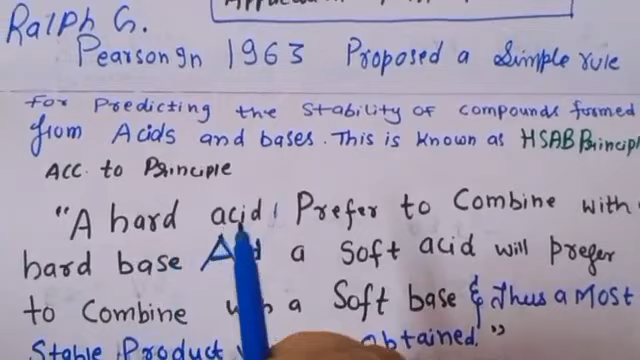 Ralph G.
Pearson In 1963 Proposed a Simple rule
For Predicting the Stability of compounds formed
from Acids and bases. This is known as HSAB Principl
ACC. to Principle
"A hard acid Prefer to Combine with
hard base And a Soft acid will prefer
to Combine a Soft base & Thus a Most
Stable Product obtained."